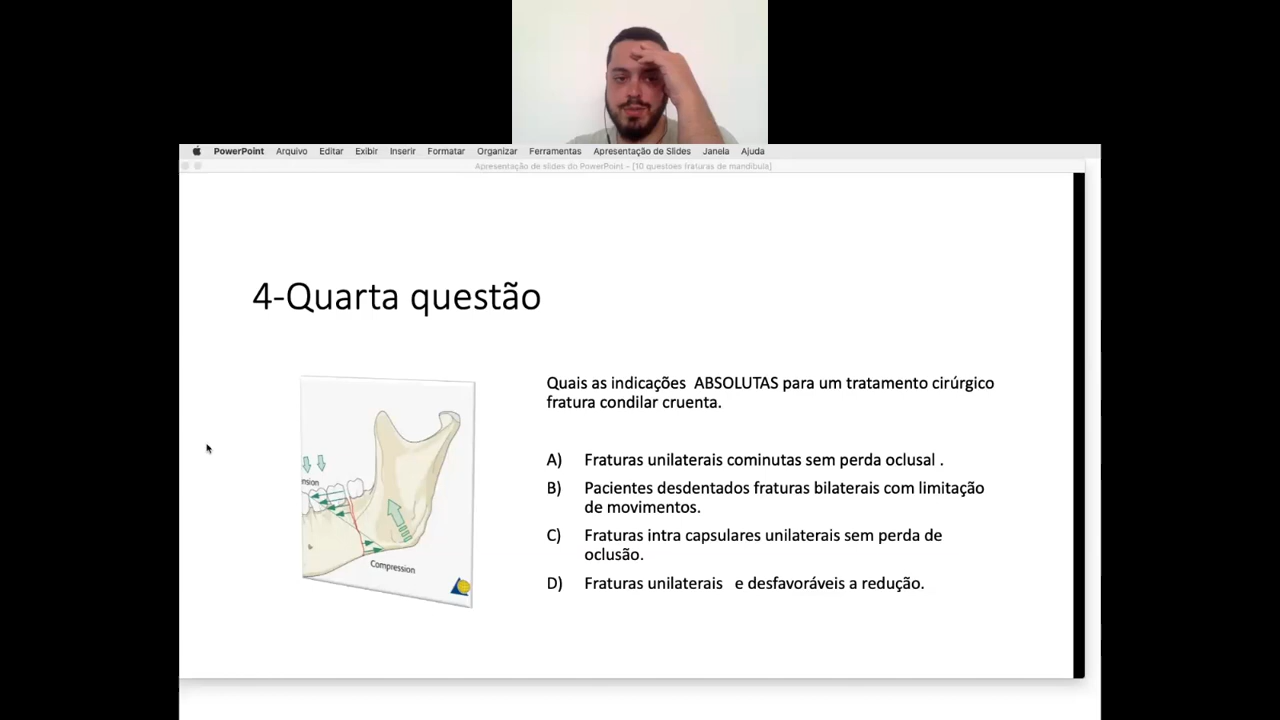 PowerPoint Arquivo Editar Exibir Inserir Formatar Organizar Ferramentas Apresentação de Slides Janela Ajuda
Apresentação de slides do PowerPoint - [10 questoes fraturas de mandibula]
4-Quarta questão
Quais as indicações ABSOLUTAS para um tratamento cirúrgico
fratura condilar cruenta.
A) Fraturas unilaterais cominutas sem perda oclusal .
B) Pacientes desdentados fraturas bilaterais com limitação
de movimentos.
C) Fraturas intra capsulares unilaterais sem perda de
oclusão.
D) Fraturas unilaterais e desfavoráveis a redução.
nsion
Compression